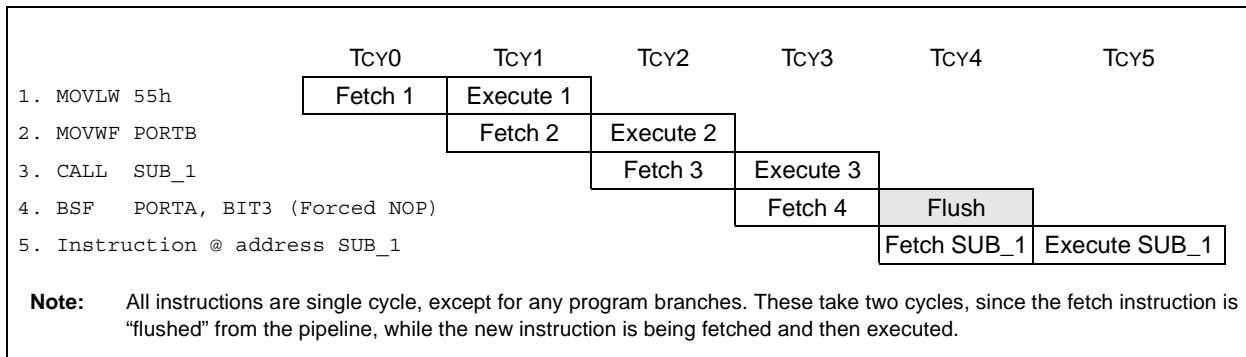 TCY0 TCY1 TCY2 TCY3 TCY4 TCY5
1. MOVLW 55h Fetch 1 Execute 1
2. MOVWF PORTB Fetch 2 Execute 2
3. CALL SUB_1 Fetch 3 Execute 3
4. BSF PORTA, BIT3 (Forced NOP) Fetch 4 Flush
5. Instruction @ address SUB_1 Fetch SUB_1 Execute SUB_1
Note: All instructions are single cycle, except for any program branches. These take two cycles, since the fetch instruction is
“flushed” from the pipeline, while the new instruction is being fetched and then executed.